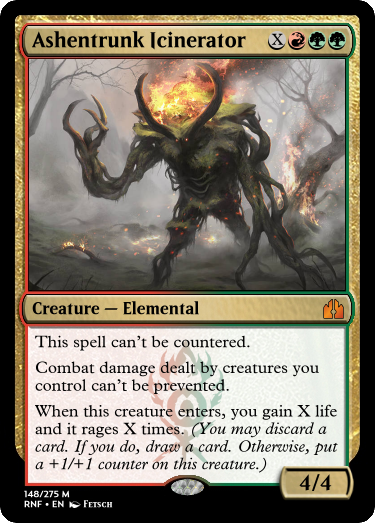 Ashentrunk Icinerator X
Creature — Elemental
This spell can't be countered.
Combat damage dealt by creatures you
control can't be prevented.
When this creature enters, you gain X life
and it rages X times. (You may discard a
card. If you do, draw a card. Otherwise, put
a +1/+1 counter on this creature.)
4/4
148/275 M
RNF • EN Fetsch